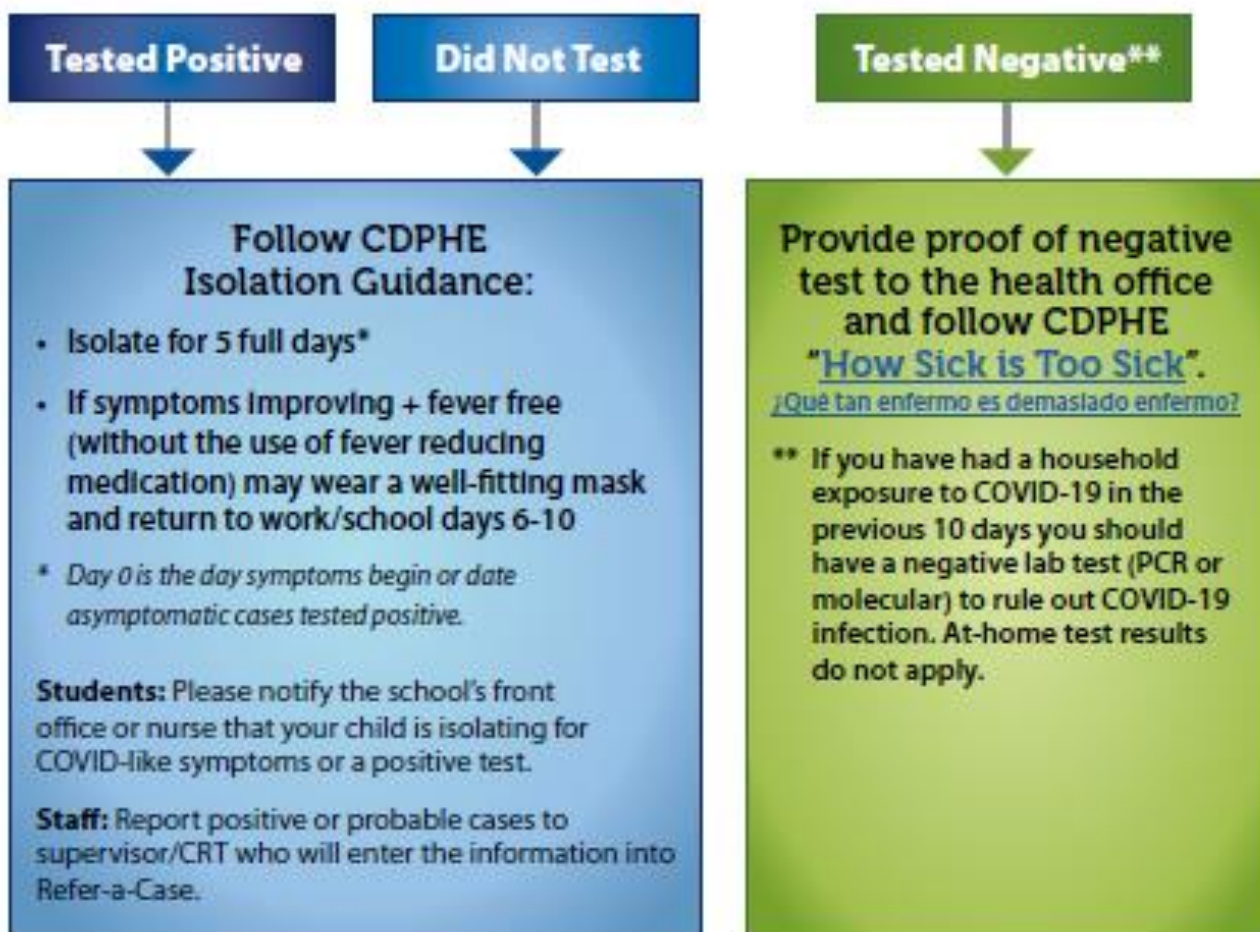 Tested Positive
Did Not Test
Tested Negative**
Follow CDPHE
Isolation Guidance:
• Isolate for 5 full days*
• If symptoms improving + fever free
(without the use of fever reducing
medication) may wear a well-fitting mask
and return to work/school days 6-10
* Day 0 is the day symptoms begin or date
asymptomatic cases tested positive.
Students: Please notify the school's front
office or nurse that your child is isolating for
COVID-like symptoms or a positive test.
Staff: Report positive or probable cases to
supervisor/CRT who will enter the information into
Refer-a-Case.
Provide proof of negative
test to the health office
and follow CDPHE
"How Sick is Too Sick".
¿Qué tan enfermo es demasiado enfermo?
** If you have had a household
exposure to COVID-19 in the
previous 10 days you should
have a negative lab test (PCR or
molecular) to rule out COVID-19
infection. At-home test results
do not apply.